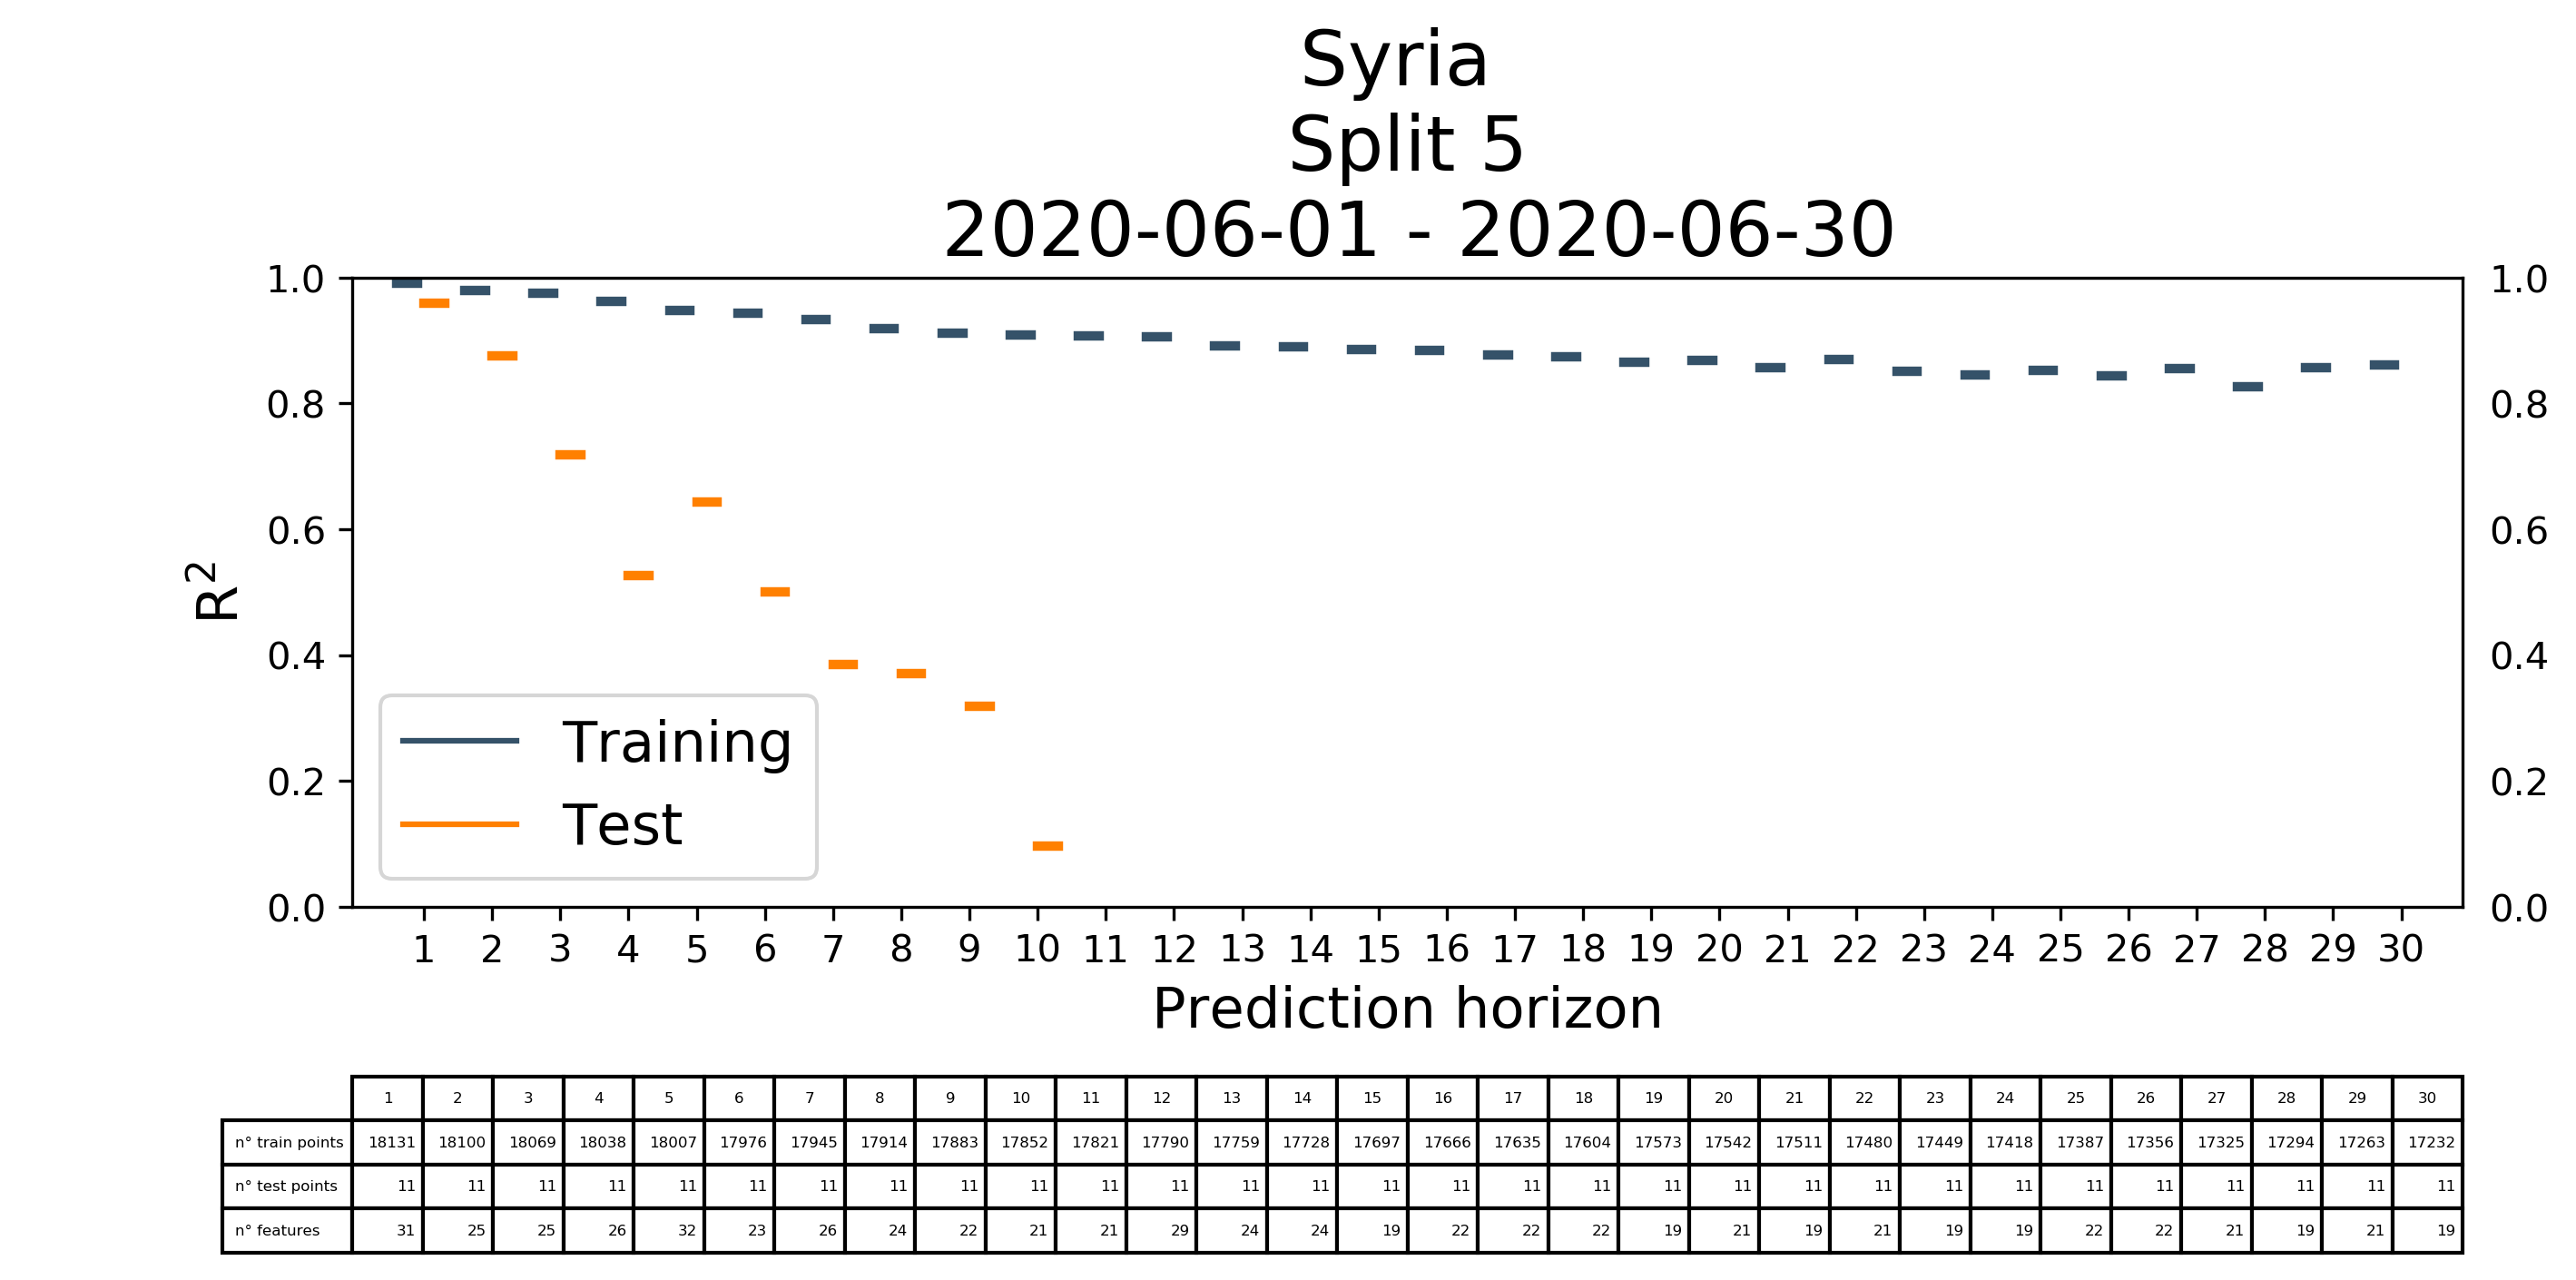 Syria
Split 5
2020-06-01 - 2020-06-30
1.0 1.0
0.8 0.8
0.6 0.6
0.4 0.4
0.2 0.2
0.0 0.0
R²
Training
Test
1 2 3 4 5 6 7 8 9 10 11 12 13 14 15 16 17 18 19 20 21 22 23 24 25 26 27 28 29 30
Prediction horizon
1 2 3 4 5 6 7 8 9 10 11 12 13 14 15 16 17 18 19 20 21 22 23 24 25 26 27 28 29 30
n° train points 18131 18100 18069 18038 18007 17976 17945 17914 17883 17852 17821 17790 17759 17728 17697 17666 17635 17604 17573 17542 17511 17480 17449 17418 17387 17356 17325 17294 17263 17232
n° test points 11 11 11 11 11 11 11 11 11 11 11 11 11 11 11 11 11 11 11 11 11 11 11 11 11 11 11 11 11 11
n° features 31 25 25 26 32 23 26 24 22 21 21 29 24 24 19 22 22 22 19 21 19 21 19 19 22 22 21 19 21 19